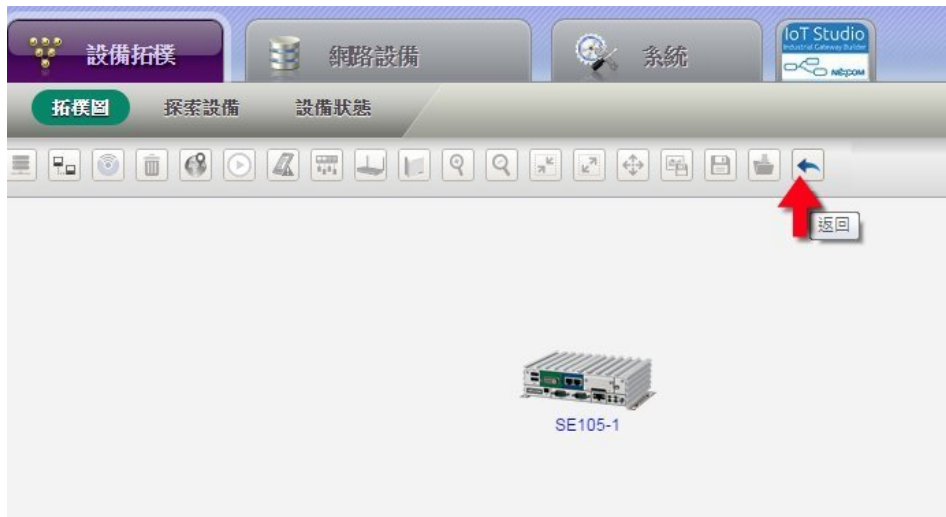 設備拓樸
網路設備
系統
IoT Studio
Industrial Gateway Builder
NEXCOM
拓樸圖
探索設備
設備狀態
返回
SE105-1